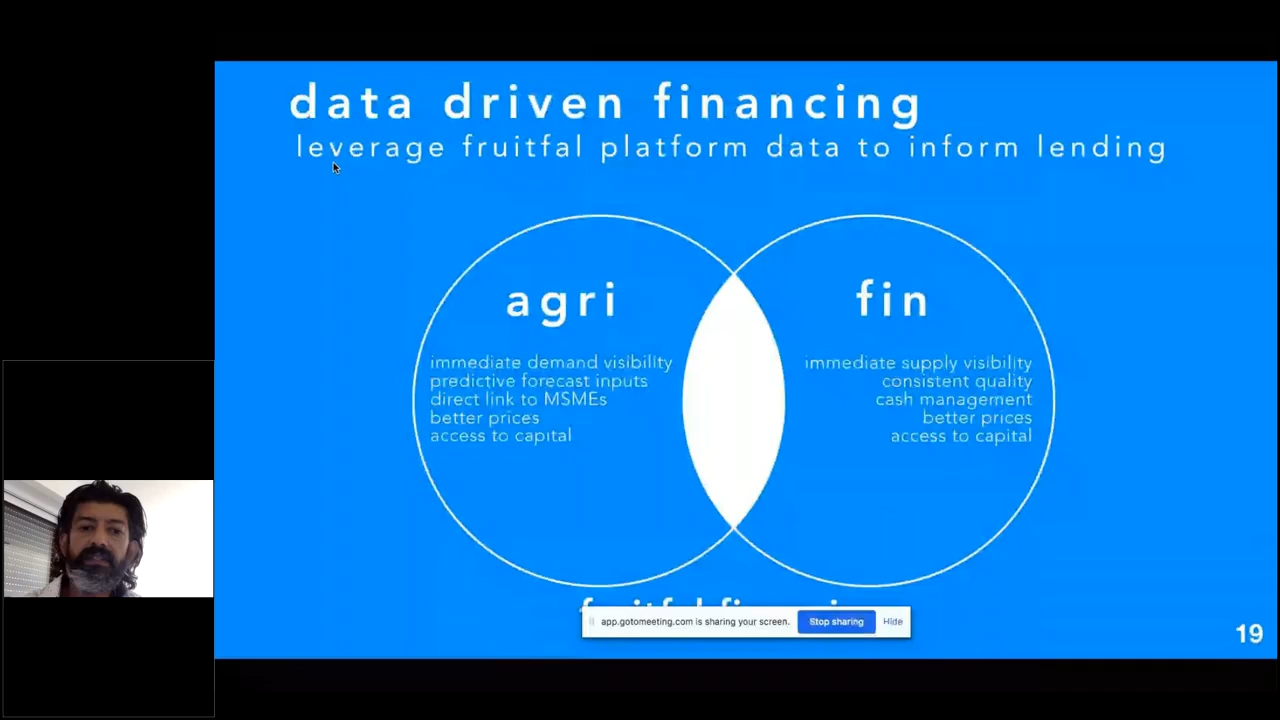 data driven financing
leverage fruitfal platform data to inform lending
agri
fin
immediate demand visibility
predictive forecast inputs
direct link to MSMEs
better prices
access to capital
immediate supply visibility
consistent quality
cash management
better prices
access to capital
app.gotomeeting.com is sharing your screen.
Stop sharing
Hide
19